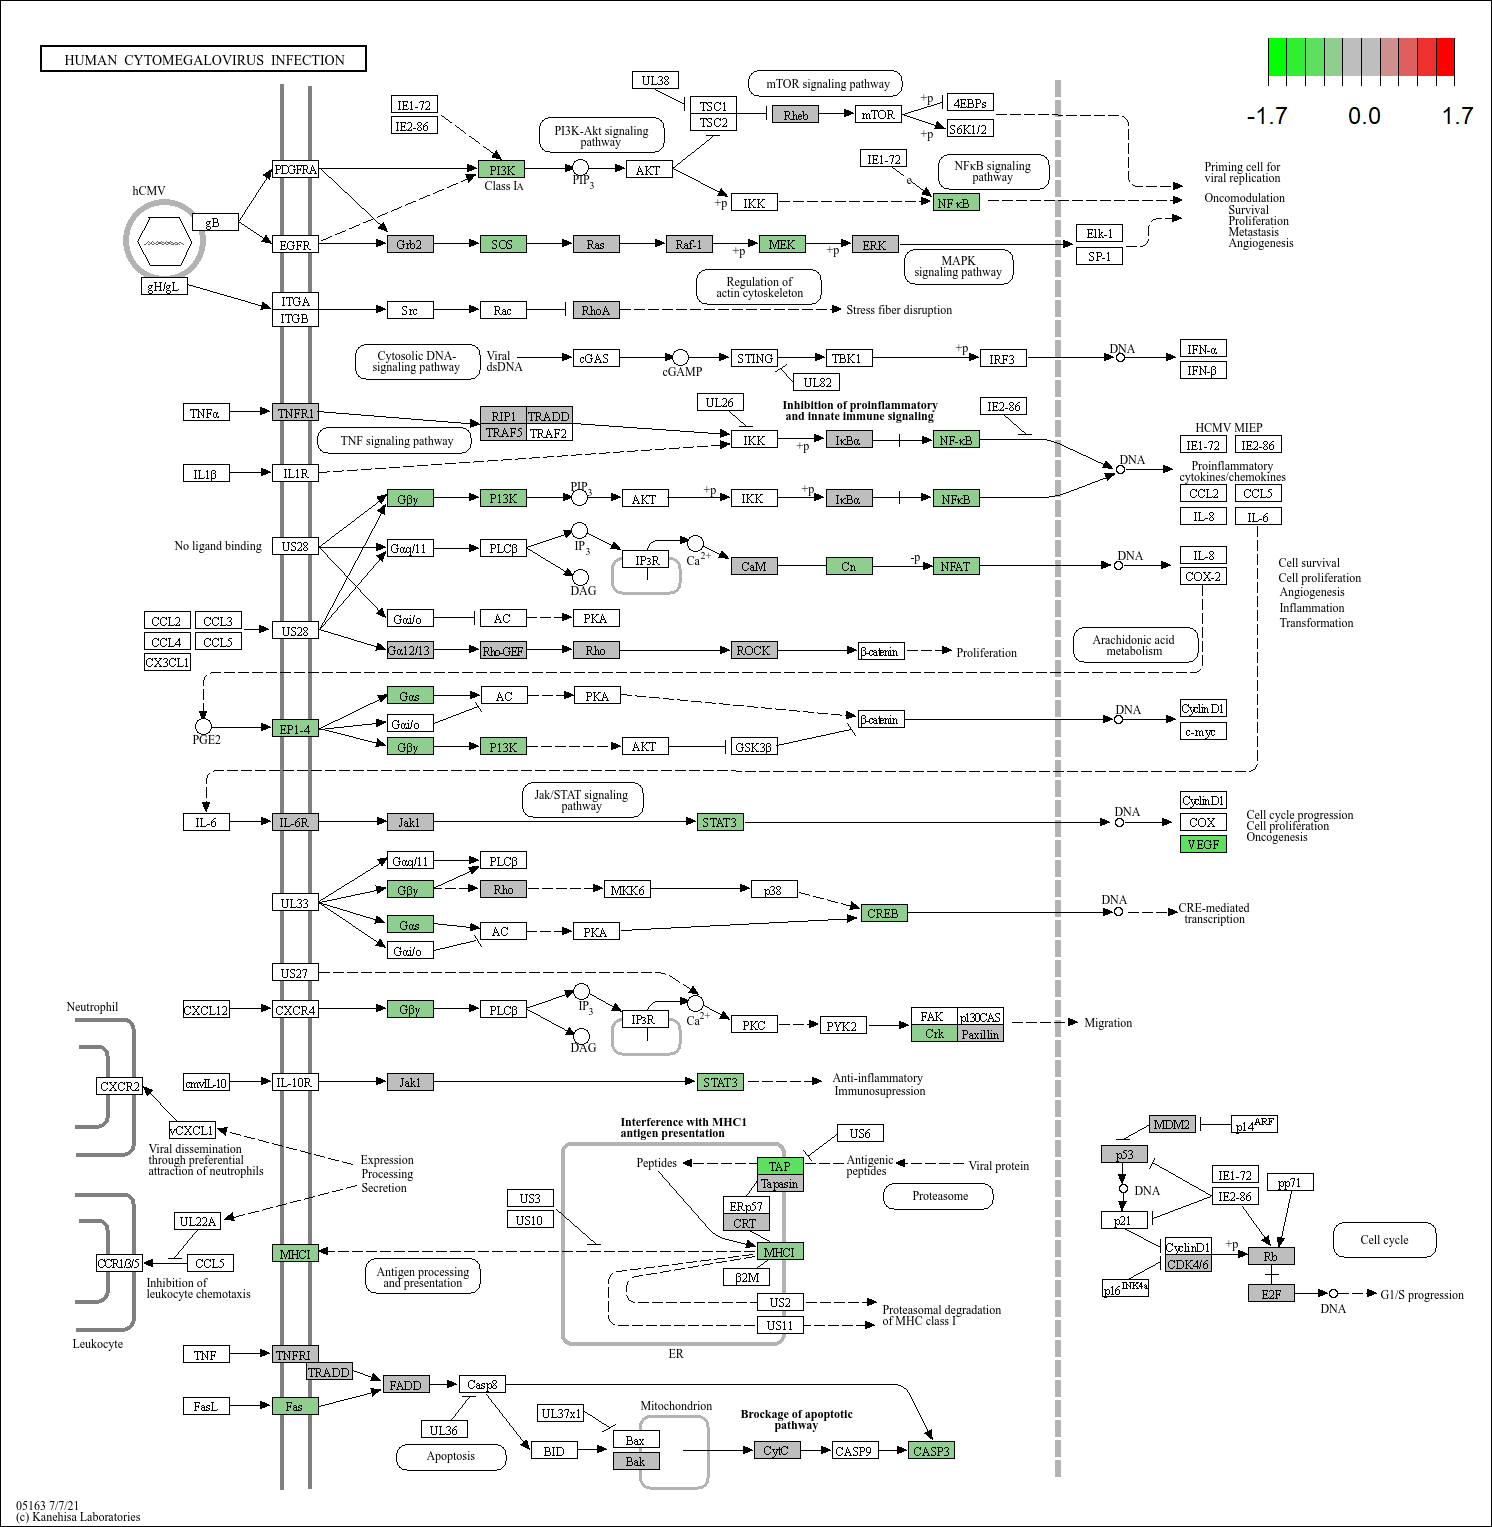 HUMAN CYTOMEGALOVIRUS INFECTION
-1.7 0.0 1.7
UL38
mTOR signaling pathway
IE1-72
IE2-86
PI3K-Akt signaling
pathway
TSC1
TSC2
Rheb
mTOR
+p
4EBPs
S6K1/2
+p
hCMV
gB
PDGFRA
PI3K
Class IA
PIP3
AKT
IE1-72
NFκB signaling
pathway
e
+p
IKK
NFκB
Priming cell for
viral replication
Oncomodulation
Survival
Proliferation
Metastasis
Angiogenesis
EGFR
Grb2
SOS
Ras
Raf-1
+p
MEK
+p
ERK
Elk-1
SP-1
MAPK
signaling pathway
gH/gL
Regulation of
actin cytoskeleton
ITGA
ITGB
Src
Rac
RhoA
Stress fiber disruption
Cytosolic DNA-
signaling pathway
Viral
dsDNA
cGAS
cGAMP
STING
TBK1
+p
IRF3
DNA
IFN-α
IFN-β
UL82
TNFα
TNFR1
TNF signaling pathway
RIP1
TRADD
TRAF5
TRAF2
UL26
Inhibition of proinflammatory
and innate immune signaling
IE2-86
IKK
+p
IκBα
NF-κB
DNA
HCMV MIEP
IE1-72
IE2-86
Proinflammatory
cytokines/chemokines
CCL2
CCL5
IL-8
IL-6
IL1β
IL1R
Gβγ
P13K
PIP3
AKT
+p
IKK
+p
IκBα
NFκB
No ligand binding
US28
Gαq/11
PLCβ
IP3
DAG
IP3R
Ca2+
CaM
Cn
-p
NFAT
DNA
IL-8
COX-2
Cell survival
Cell proliferation
Angiogenesis
Inflammation
Transformation
CCL2
CCL3
CCL4
CCL5
CX3CL1
US28
Gαi/o
AC
PKA
Gα12/13
Rho-GEF
Rho
ROCK
β-catenin
Proliferation
Arachidonic acid
metabolism
PGE2
EP1-4
Gαs
AC
PKA
Gαi/o
Gβγ
P13K
AKT
GSK3β
β-catenin
DNA
CyclinD1
c-myc
Jak/STAT signaling
pathway
IL-6
IL-6R
Jak1
STAT3
DNA
CyclinD1
COX
VEGF
Cell cycle progression
Cell proliferation
Oncogenesis
UL33
Gαq/11
PLCβ
Gβγ
Rho
MKK6
p38
Gαs
AC
PKA
Gαi/o
CREB
DNA
CRE-mediated
transcription
US27
CXCL12
CXCR4
Gβγ
PLCβ
IP3
DAG
IP3R
Ca2+
PKC
PYK2
FAK
p130CAS
Crk
Paxillin
Migration
Neutrophil
CXCR2
cmvIL-10
IL-10R
Jak1
STAT3
Anti-inflammatory
Immunosupression
vCXCL1
Viral dissemination
through preferential
attraction of neutrophils
Expression
Processing
Secretion
UL22A
CCR1/3/5
CCL5
Inhibition of
leukocyte chemotaxis
Leukocyte
Interference with MHC1
antigen presentation
US6
Peptides
TAP
Tapasin
Antigenic
peptides
Viral protein
Proteasome
US3
US10
ERp57
CRT
MHCI
MHCI
Antigen processing
and presentation
β2M
US2
US11
Proteasomal degradation
of MHC class I
ER
MDM2
p14ARF
p53
DNA
IE1-72
IE2-86
pp71
p21
CyclinD1
CDK4/6
+p
Rb
p16INK4a
E2F
DNA
G1/S progression
Cell cycle
TNF
TNFRI
TRADD
FADD
Casp8
FasL
Fas
UL36
UL37x1
Mitochondrion
Brockage of apoptotic
pathway
Apoptosis
BID
Bax
Bak
CytC
CASP9
CASP3
05163 7/7/21
(c) Kanehisa Laboratories